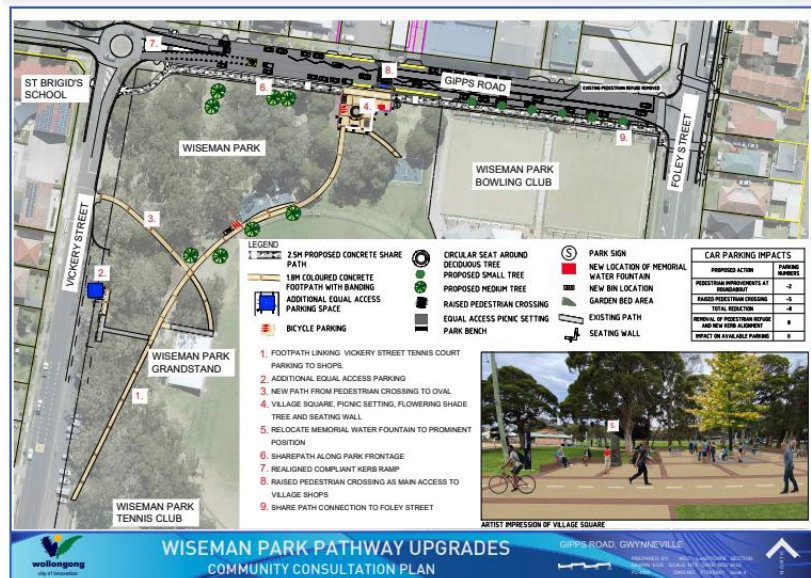 7.
8.
ST BRIGID'S
SCHOOL
GIPPS ROAD
EXISTING PEDESTRIAN REFUGE REMOVED
6.
4.
9.
WISEMAN PARK
WISEMAN PARK
BOWLING CLUB
FOLEY STREET
VICKERY STREET
3.
2.
1.
WISEMAN PARK
GRANDSTAND
WISEMAN PARK
TENNIS CLUB
LEGEND
2.5M PROPOSED CONCRETE SHARE
PATH
1.8M COLOURED CONCRETE
FOOTPATH WITH BANDING
ADDITIONAL EQUAL ACCESS
PARKING SPACE
BICYCLE PARKING
CIRCULAR SEAT AROUND
DECIDUOUS TREE
PROPOSED SMALL TREE
PROPOSED MEDIUM TREE
RAISED PEDESTRIAN CROSSING
EQUAL ACCESS PICNIC SETTING
PARK BENCH
S PARK SIGN
NEW LOCATION OF MEMORIAL
WATER FOUNTAIN
NEW BIN LOCATION
GARDEN BED AREA
EXISTING PATH
SEATING WALL
CAR PARKING IMPACTS
PROPOSED ACTION PARKING NUMBERS
PEDESTRIAN IMPROVEMENTS AT ROUNDABOUT -2
RAISED PEDESTRIAN CROSSING
TOTAL REDUCTION
REMOVAL OF PEDESTRIAN REFUGE AND NEW KERB ALIGNMENT
IMPACT ON AVAILABLE PARKING
1. FOOTPATH LINKING VICKERY STREET TENNIS COURT
PARKING TO SHOPS.
2. ADDITIONAL EQUAL ACCESS PARKING
3. NEW PATH FROM PEDESTRIAN CROSSING TO OVAL
4. VILLAGE SQUARE, PICNIC SETTING, FLOWERING SHADE
TREE AND SEATING WALL
5. RELOCATE MEMORIAL WATER FOUNTAIN TO PROMINENT
POSITION
6. SHAREPATH ALONG PARK FRONTAGE
7. REALIGNED COMPLIANT KERB RAMP
8. RAISED PEDESTRIAN CROSSING AS MAIN ACCESS TO
VILLAGE SHOPS
9. SHARE PATH CONNECTION TO FOLEY STREET
5.
ARTIST IMPRESSION OF VILLAGE SQUARE
wollongong
city of innovation
WISEMAN PARK PATHWAY UPGRADES
COMMUNITY CONSULTATION PLAN
GIPPS ROAD, GWYNNEVILLE
NORTH